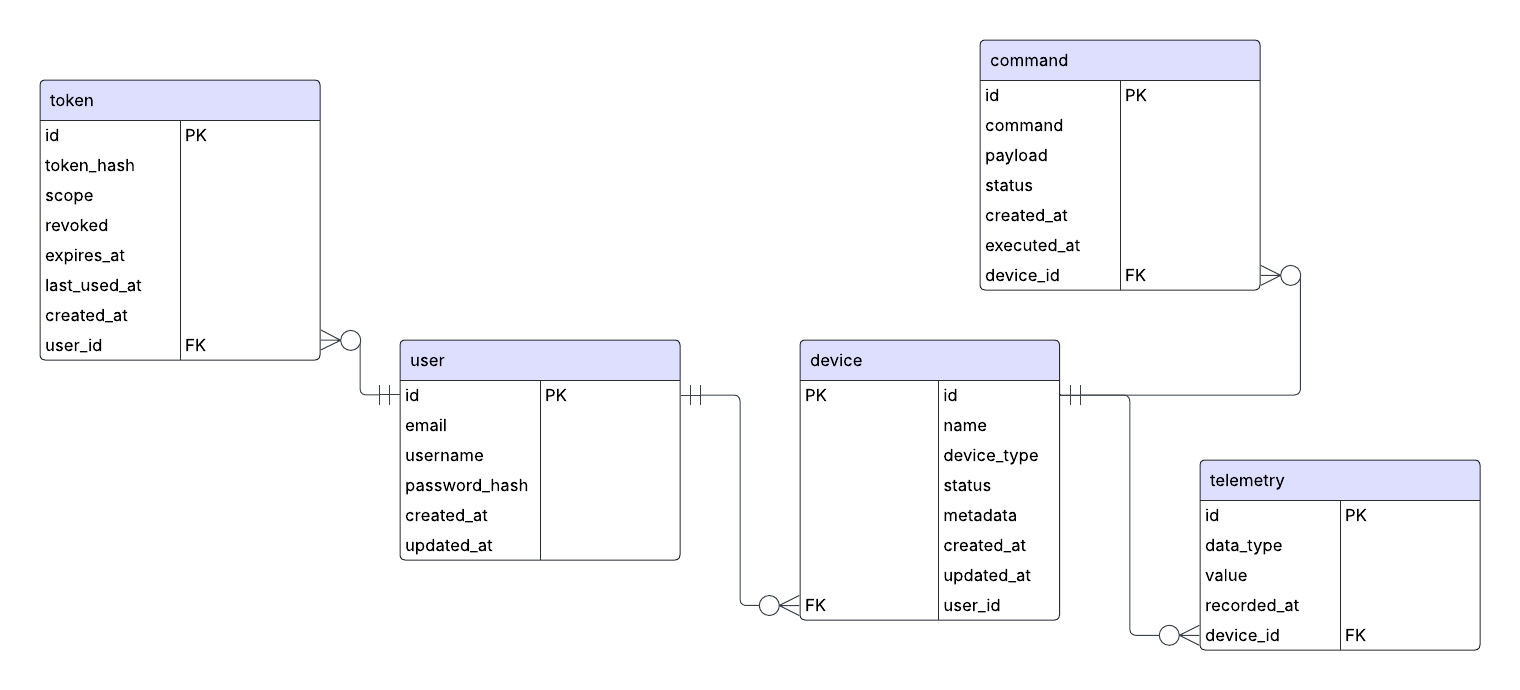 token
id PK
token_hash
scope
revoked
expires_at
last_used_at
created_at
user_id FK
user
id PK
email
username
password_hash
created_at
updated_at
command
id PK
command
payload
status
created_at
executed_at
device_id FK
device
PK id
name
device_type
status
metadata
created_at
updated_at
FK user_id
telemetry
id PK
data_type
value
recorded_at
device_id FK